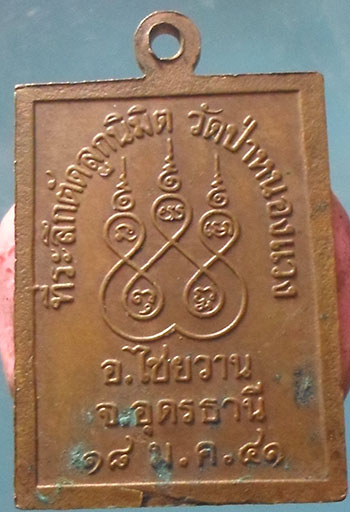 ที่ระลึกตัดลูกนิมิต วัดป่าหนองแวง
อ.ไชยวาน
จ.อุดรธานี
๑๘ ม.ค.๔๑